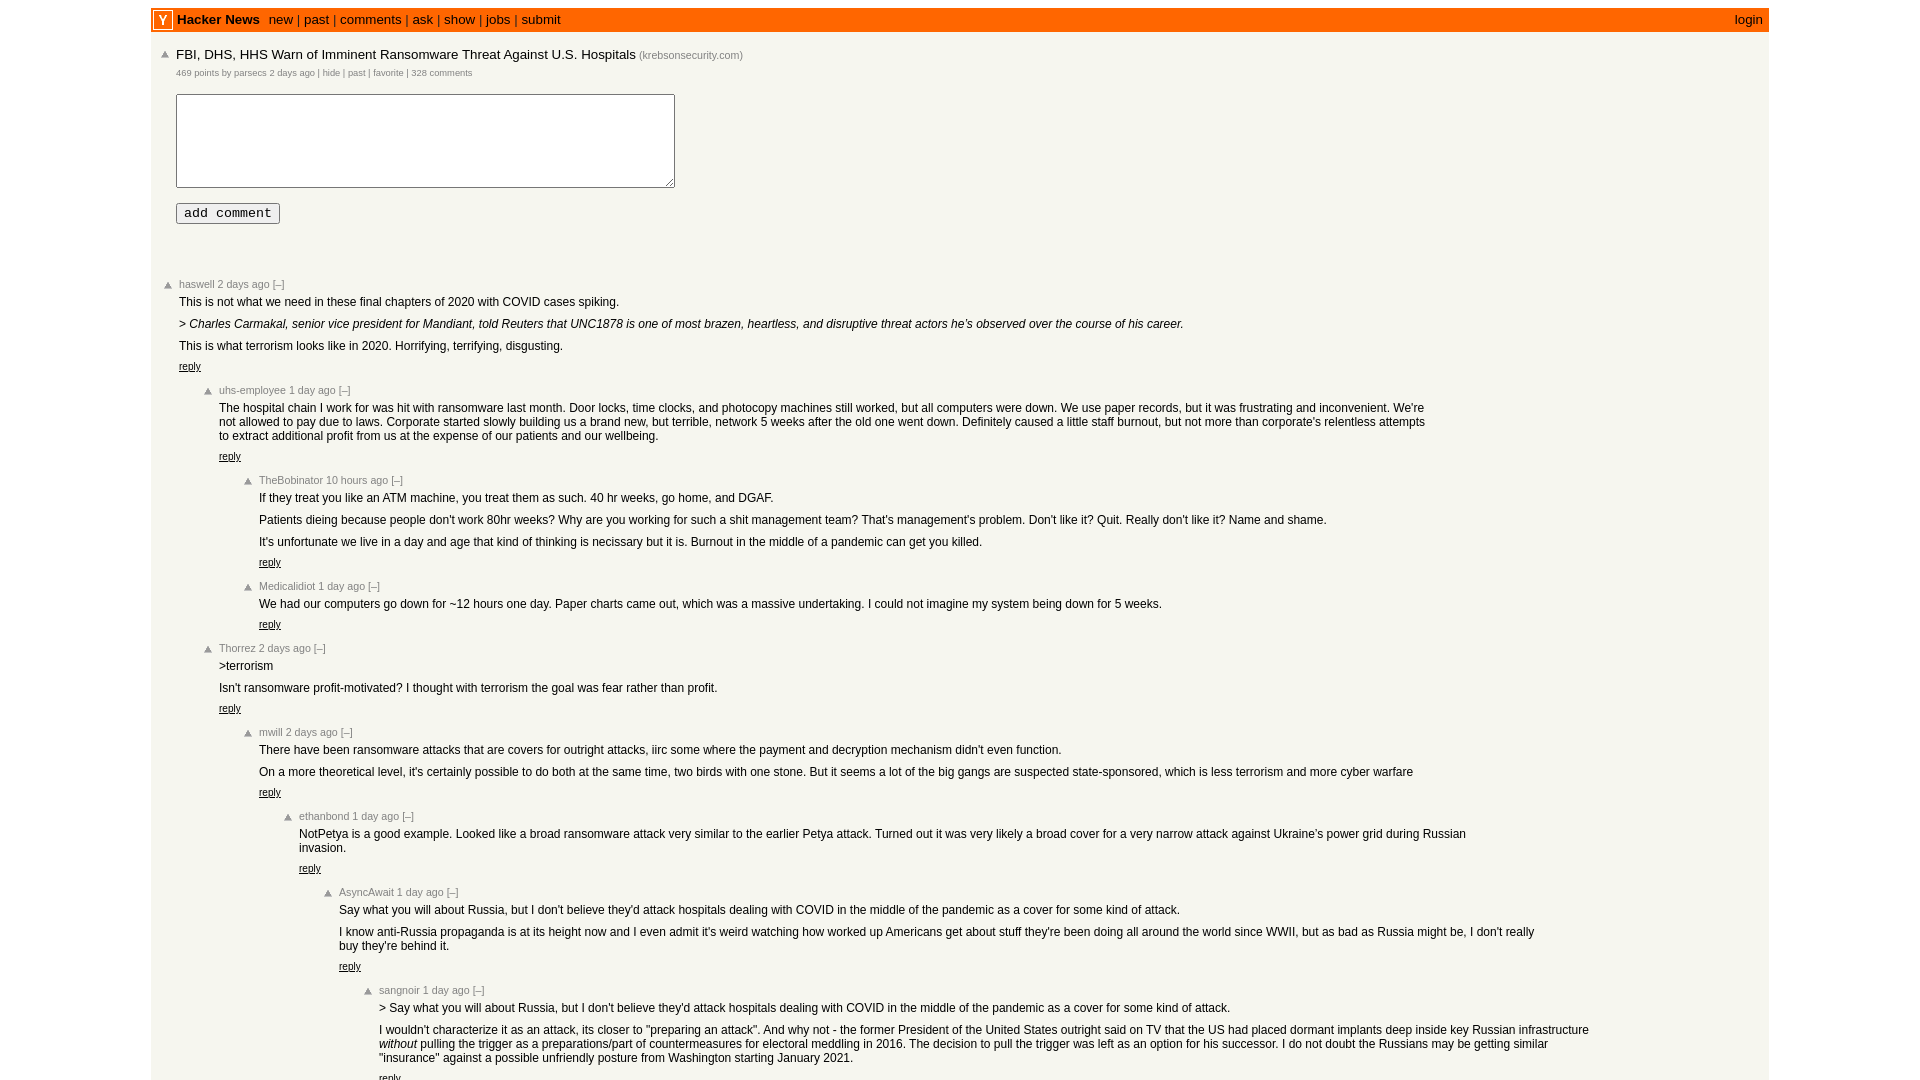 Y Hacker News new | past | comments | ask | show | jobs | submit login
FBI, DHS, HHS Warn of Imminent Ransomware Threat Against U.S. Hospitals (krebsonsecurity.com)
469 points by parsecs 2 days ago | hide | past | favorite | 328 comments
add comment
haswell 2 days ago [–]
This is not what we need in these final chapters of 2020 with COVID cases spiking.
> Charles Carmakal, senior vice president for Mandiant, told Reuters that UNC1878 is one of most brazen, heartless, and disruptive threat actors he's observed over the course of his career.
This is what terrorism looks like in 2020. Horrifying, terrifying, disgusting.
reply
uhs-employee 1 day ago [–]
The hospital chain I work for was hit with ransomware last month. Door locks, time clocks, and photocopy machines still worked, but all computers were down. We use paper records, but it was frustrating and inconvenient. We're
not allowed to pay due to laws. Corporate started slowly building us a brand new, but terrible, network 5 weeks after the old one went down. Definitely caused a little staff burnout, but not more than corporate's relentless attempts
to extract additional profit from us at the expense of our patients and our wellbeing.
reply
TheBobinator 10 hours ago [–]
If they treat you like an ATM machine, you treat them as such. 40 hr weeks, go home, and DGAF.
Patients dieing because people don't work 80hr weeks? Why are you working for such a shit management team? That's management's problem. Don't like it? Quit. Really don't like it? Name and shame.
It's unfortunate we live in a day and age that kind of thinking is necissary but it is. Burnout in the middle of a pandemic can get you killed.
reply
Medicalidiot 1 day ago [–]
We had our computers go down for ~12 hours one day. Paper charts came out, which was a massive undertaking. I could not imagine my system being down for 5 weeks.
reply
Thorrez 2 days ago [–]
>terrorism
Isn't ransomware profit-motivated? I thought with terrorism the goal was fear rather than profit.
reply
mwill 2 days ago [–]
There have been ransomware attacks that are covers for outright attacks, iirc some where the payment and decryption mechanism didn't even function.
On a more theoretical level, it's certainly possible to do both at the same time, two birds with one stone. But it seems a lot of the big gangs are suspected state-sponsored, which is less terrorism and more cyber warfare
reply
ethanbond 1 day ago [–]
NotPetya is a good example. Looked like a broad ransomware attack very similar to the earlier Petya attack. Turned out it was very likely a broad cover for a very narrow attack against Ukraine's power grid during Russian
invasion.
reply
AsyncAwait 1 day ago [–]
Say what you will about Russia, but I don't believe they'd attack hospitals dealing with COVID in the middle of the pandemic as a cover for some kind of attack.
I know anti-Russia propaganda is at its height now and I even admit it's weird watching how worked up Americans get about stuff they're been doing all around the world since WWII, but as bad as Russia might be, I don't really
buy they're behind it.
reply
sangnoir 1 day ago [–]
> Say what you will about Russia, but I don't believe they'd attack hospitals dealing with COVID in the middle of the pandemic as a cover for some kind of attack.
I wouldn't characterize it as an attack, its closer to "preparing an attack". And why not - the former President of the United States outright said on TV that the US had placed dormant implants deep inside key Russian infrastructure
without pulling the trigger as a preparations/part of countermeasures for electoral meddling in 2016. The decision to pull the trigger was left as an option for his successor. I do not doubt the Russians may be getting similar
"insurance" against a possible unfriendly posture from Washington starting January 2021.
reply